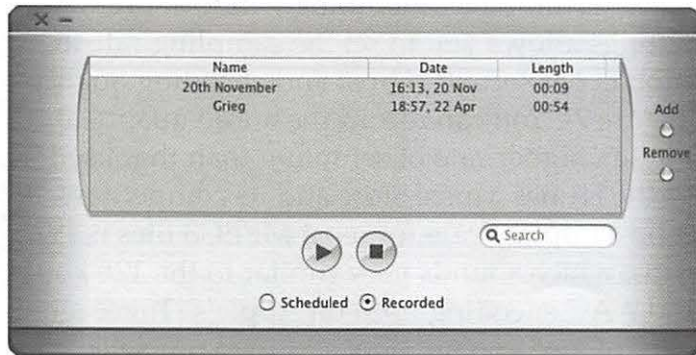 Name Date Length
20th November 16:13, 20 Nov 00:09
Grieg 18:57, 22 Apr 00:54
Add
Remove
Search
Scheduled Recorded